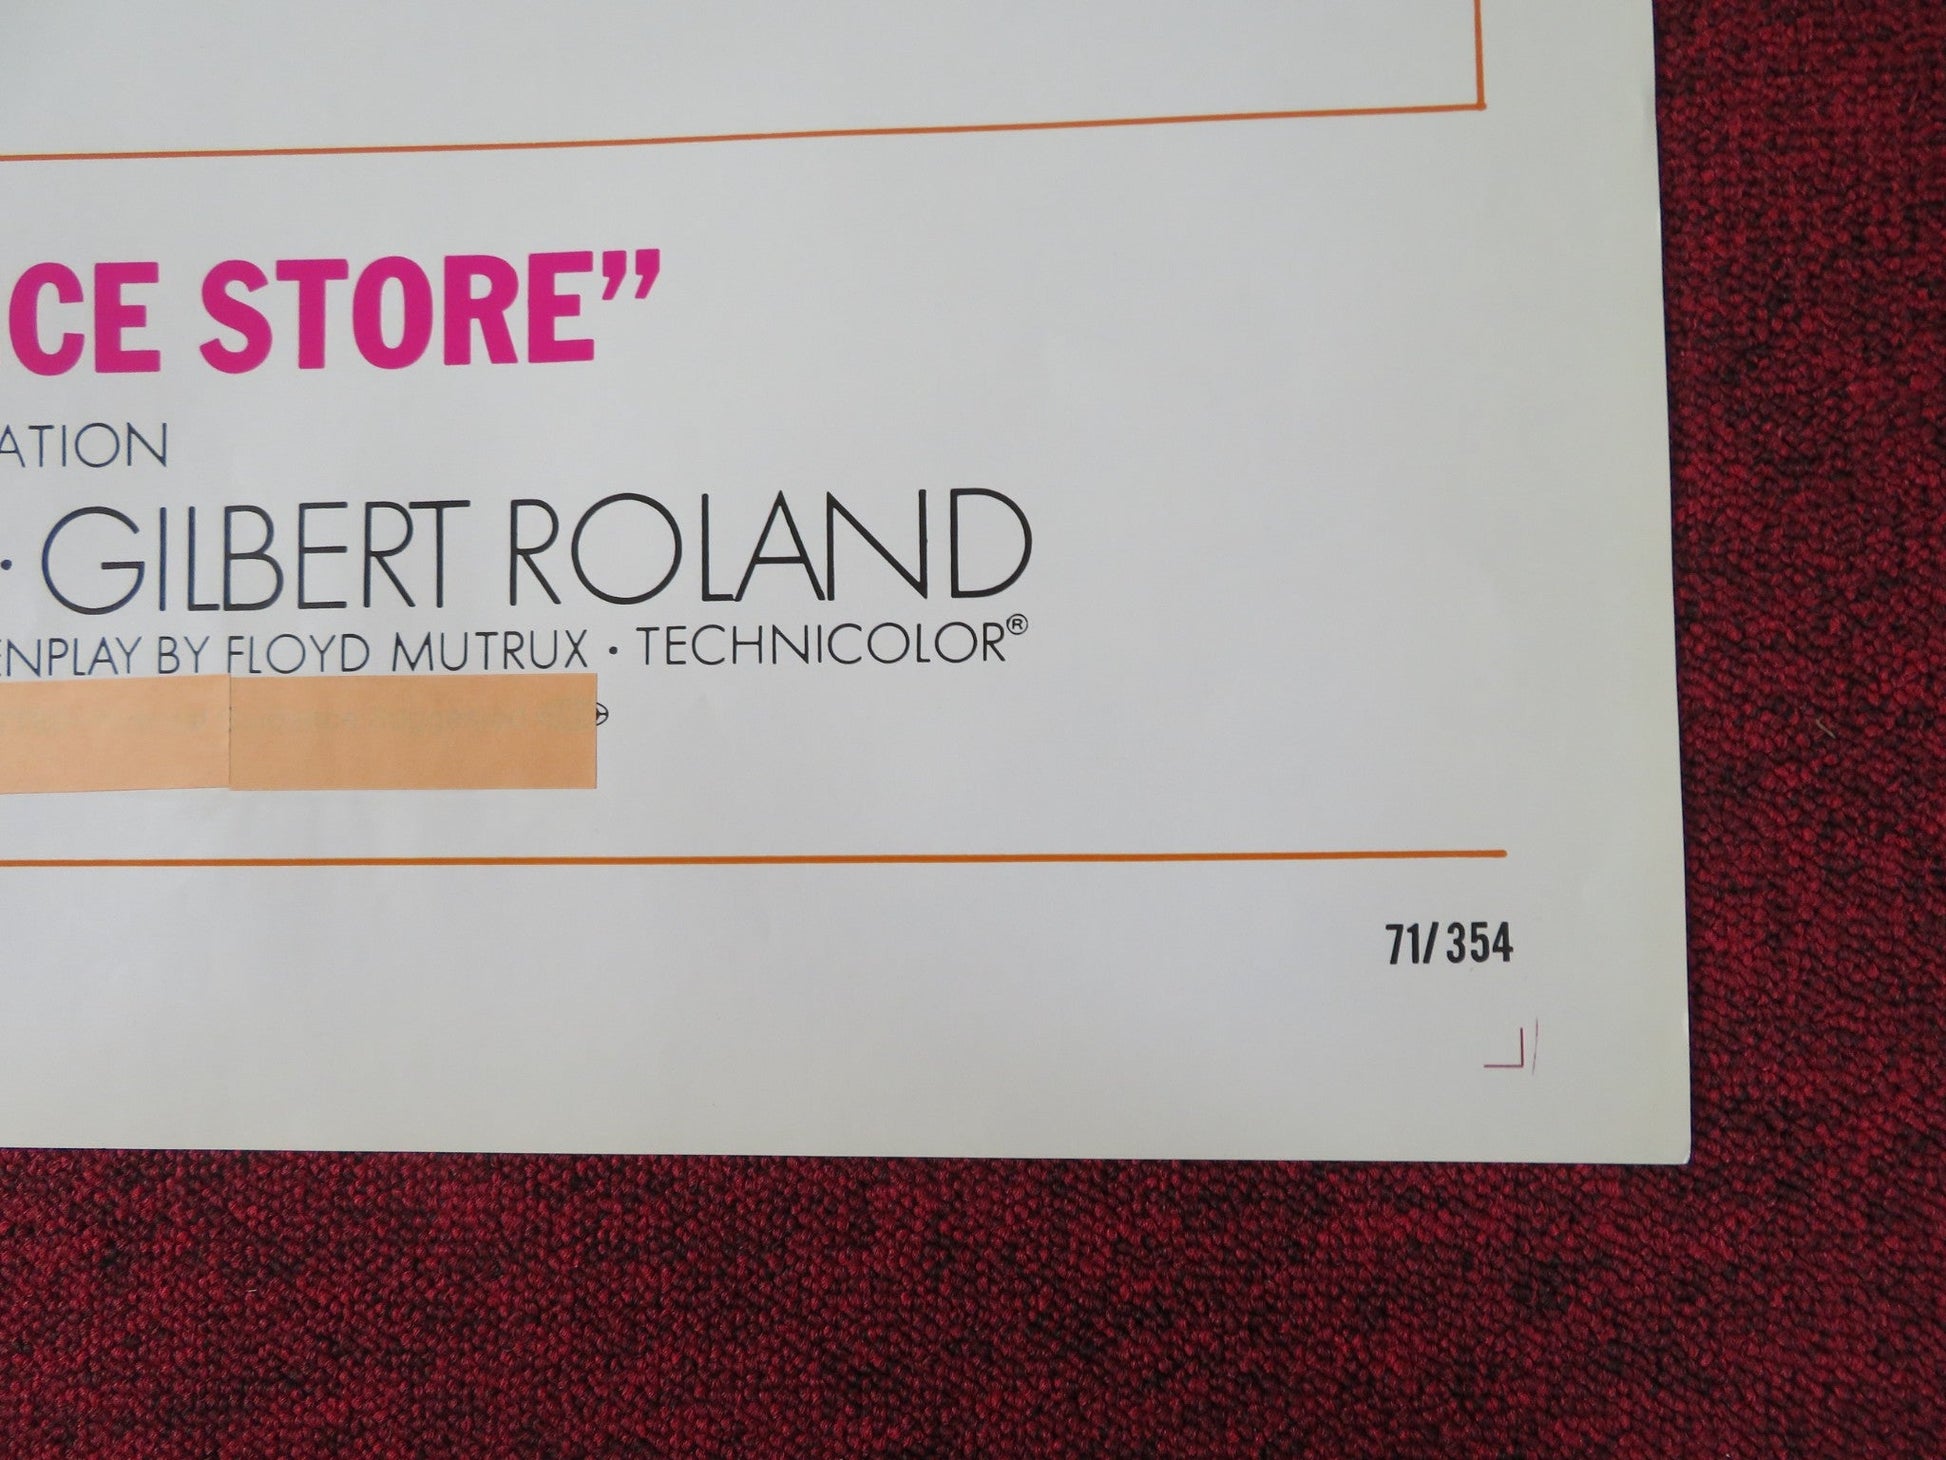 CE STORE”
ATION
· GILBERT ROLAND
ENPLAY BY FLOYD MUTRUX · TECHNICOLOR®
71/354